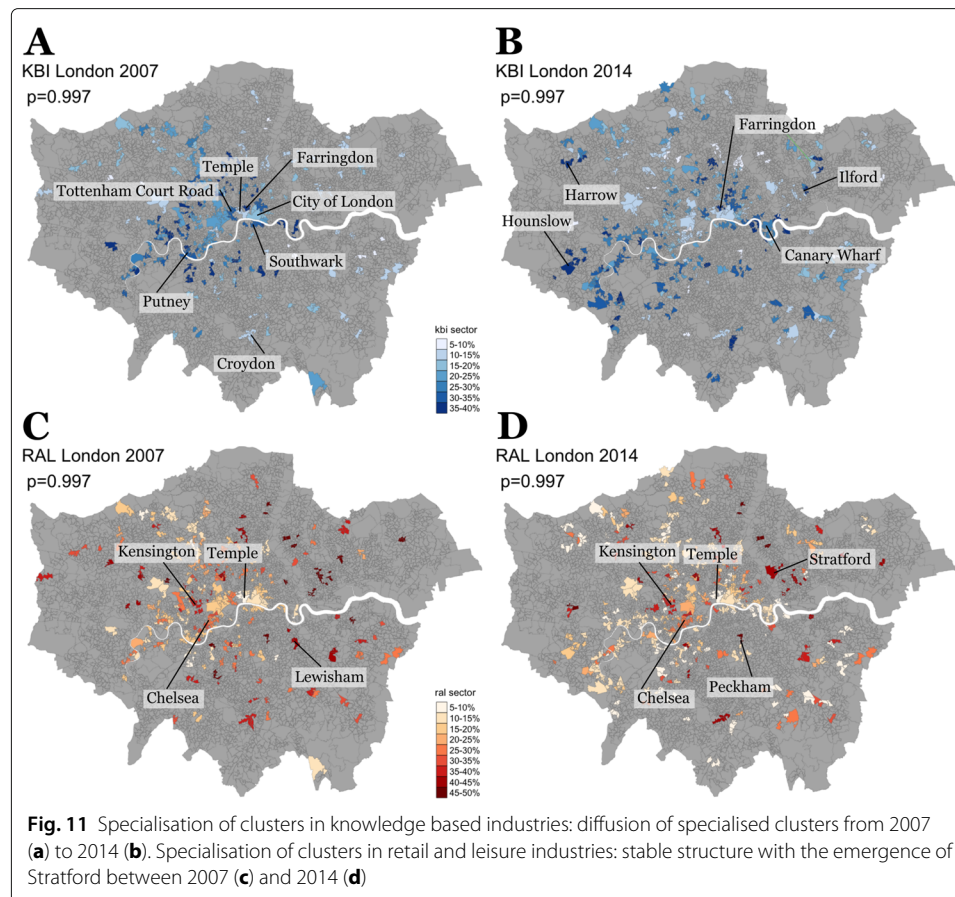 A
KBI London 2007
p=0.997
Temple
Farringdon
Tottenham Court Road
City of London
Southwark
Putney
Croydon
kbi sector
5-10%
10-15%
15-20%
20-25%
25-30%
30-35%
35-40%
B
KBI London 2014
p=0.997
Farringdon
Harrow
Ilford
Hounslow
Canary Wharf
C
RAL London 2007
p=0.997
Kensington
Temple
Chelsea
Lewisham
ral sector
5-10%
10-15%
15-20%
20-25%
25-30%
30-35%
35-40%
40-45%
45-50%
D
RAL London 2014
p=0.997
Kensington
Temple
Stratford
Chelsea
Peckham
Fig. 11 Specialisation of clusters in knowledge based industries: diffusion of specialised clusters from 2007
(a) to 2014 (b). Specialisation of clusters in retail and leisure industries: stable structure with the emergence of
Stratford between 2007 (c) and 2014 (d)